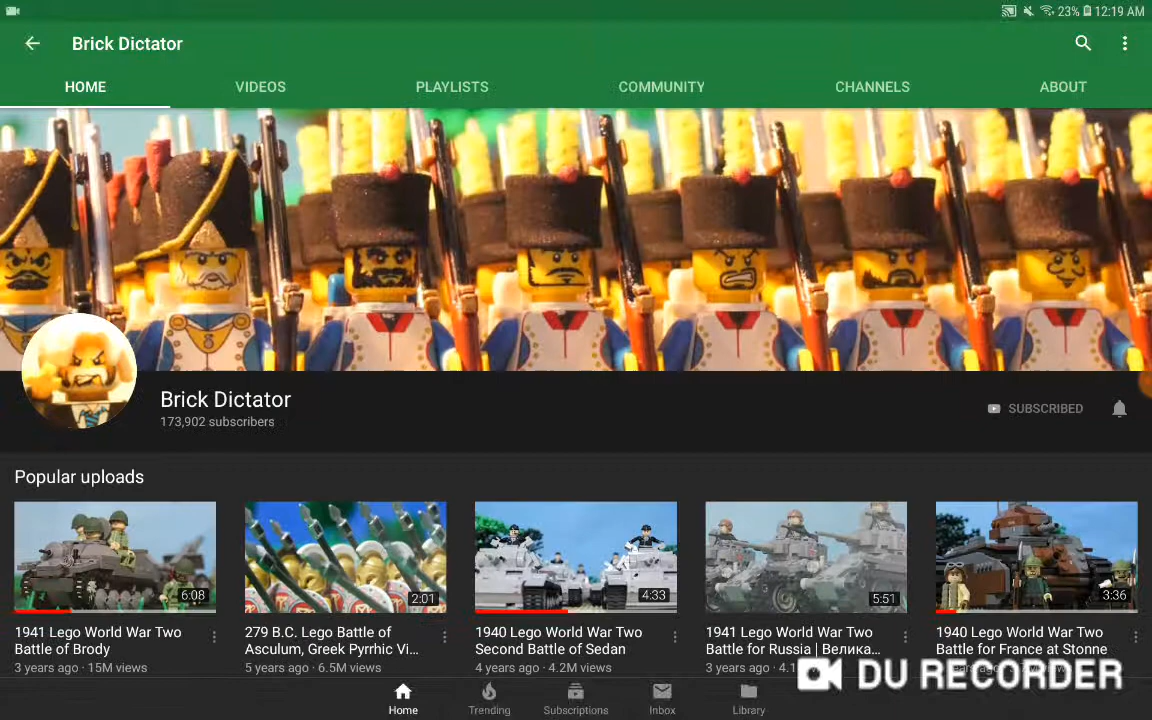 23% 12:19 AM
Brick Dictator
HOME VIDEOS PLAYLISTS COMMUNITY CHANNELS ABOUT
Brick Dictator
173,902 subscribers
SUBSCRIBED
Popular uploads
6:08
2:01
4:33
5:51
3:36
1941 Lego World War Two
Battle of Brody
3 years ago · 15M views
279 B.C. Lego Battle of
Asculum, Greek Pyrrhic Vi...
5 years ago · 6.5M views
1940 Lego World War Two
Second Battle of Sedan
4 years ago · 4.2M views
1941 Lego World War Two
Battle for Russia | Велика...
3 years ago · 4.1
1940 Lego World War Two
Battle for France at Stonne
DU RECORDER
Home Trending Subscriptions Inbox Library